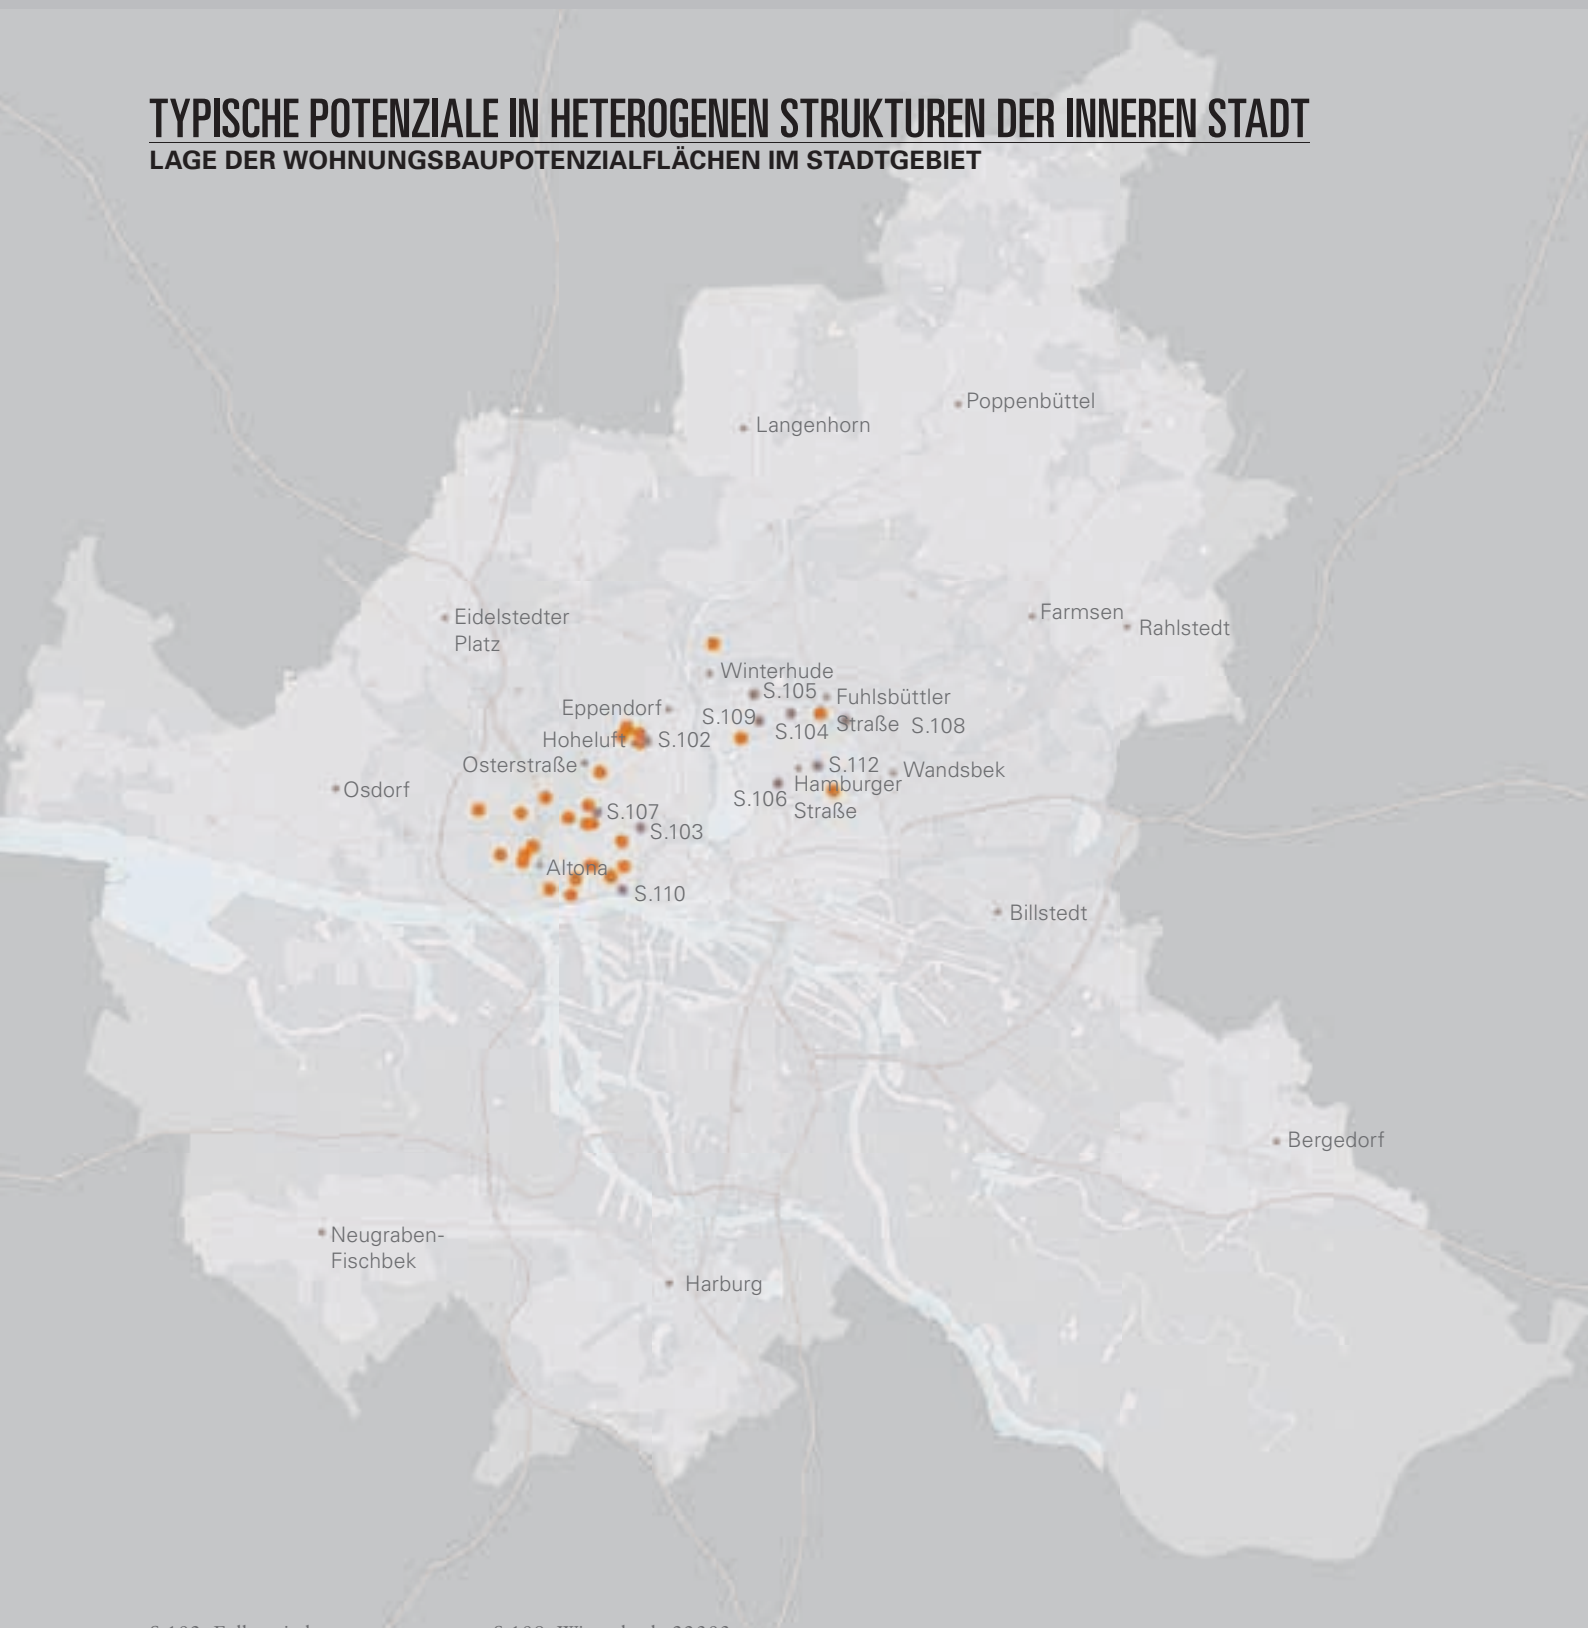 TYPISCHE POTENZIALE IN HETEROGENEN STRUKTUREN DER INNEREN STADT
LAGE DER WOHNUNGSBAUPOTENZIALFLÄCHEN IM STADTGEBIET
Poppenbüttel
Langenhorn
Farmsen
Eidelstedter
Platz
Rahlstedt
Winterhude
S.105
Fuhlsbüttler
Straße
Eppendorf
S.109
S.104
S.108
Hoheluft
S.102
Osterstraße
S.112
Wandsbek
Osdorf
Hamburger
Straße
S.106
S.107
S.103
Altona
S.110
Billstedt
Bergedorf
Neugraben-
Fischbek
Harburg